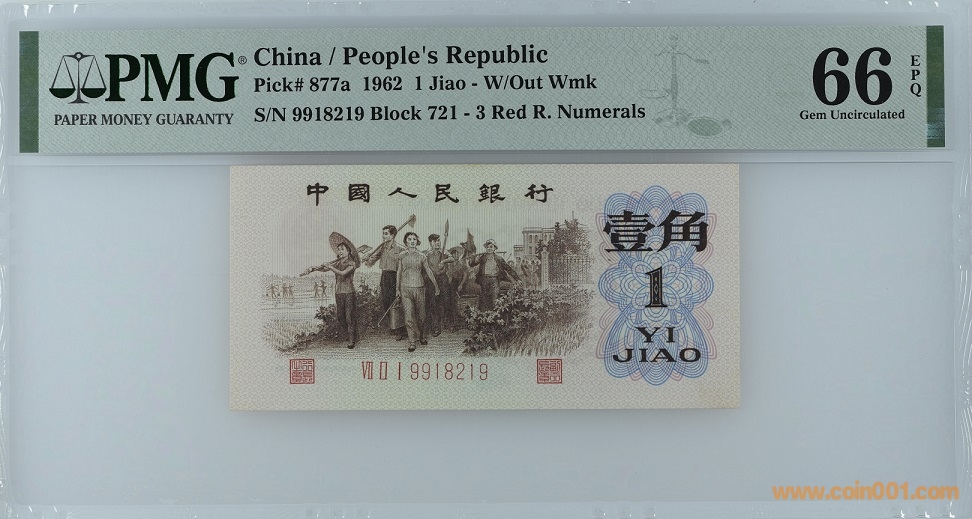 PMG®
PAPER MONEY GUARANTY
China / People's Republic
Pick# 877a 1962 1 Jiao - W/Out Wmk
S/N 9918219 Block 721 - 3 Red R. Numerals
66
EPQ
Gem Uncirculated
中國人民銀行
壹角
1
YI
JIAO
VII II I 9918219
www.coin001.com